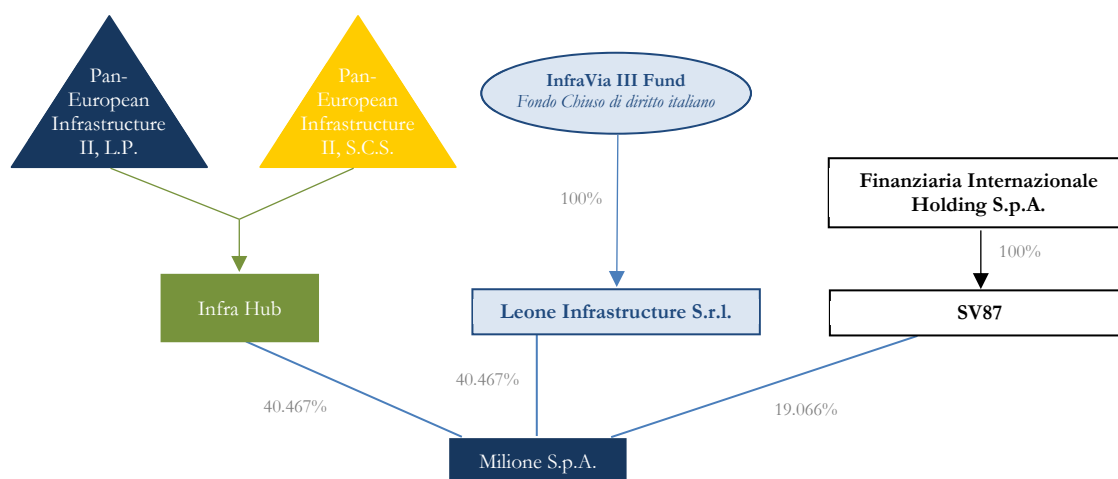 Pan-
European
Infrastructure
II, L.P.
Pan-
European
Infrastructure
II, S.C.S.
InfraVia III Fund
Fondo Chiuso di diritto italiano
Finanziaria Internazionale
Holding S.p.A.
100%
100%
Infra Hub
Leone Infrastructure S.r.l.
SV87
40.467%
40.467%
19.066%
Milione S.p.A.